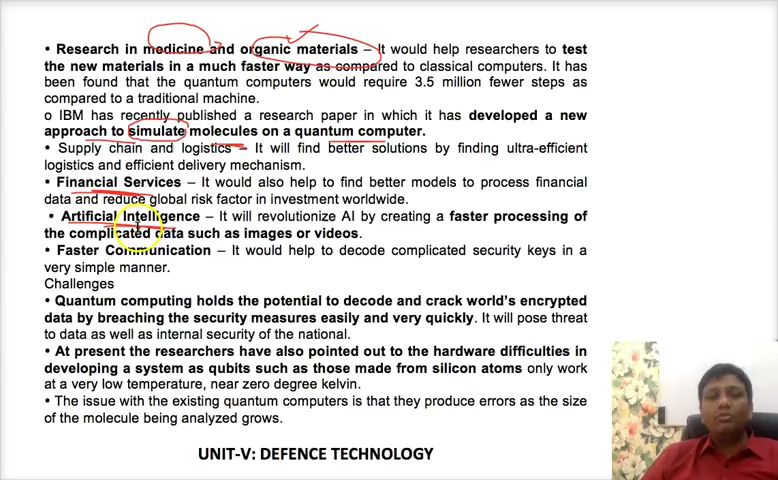 • Research in medicine and organic materials – It would help researchers to test
the new materials in a much faster way as compared to classical computers. It has
been found that the quantum computers would require 3.5 million fewer steps as
compared to a traditional machine.
o IBM has recently published a research paper in which it has developed a new
approach to simulate molecules on a quantum computer.
• Supply chain and logistics – It will find better solutions by finding ultra-efficient
logistics and efficient delivery mechanism.
• Financial Services – It would also help to find better models to process financial
data and reduce global risk factor in investment worldwide.
• Artificial Intelligence – It will revolutionize AI by creating a faster processing of
the complicated data such as images or videos.
• Faster Communication – It would help to decode complicated security keys in a
very simple manner.
Challenges
• Quantum computing holds the potential to decode and crack world's encrypted
data by breaching the security measures easily and very quickly. It will pose threat
to data as well as internal security of the national.
• At present the researchers have also pointed out to the hardware difficulties in
developing a system as qubits such as those made from silicon atoms only work
at a very low temperature, near zero degree kelvin.
• The issue with the existing quantum computers is that they produce errors as the size
of the molecule being analyzed grows.
UNIT-V: DEFENCE TECHNOLOGY